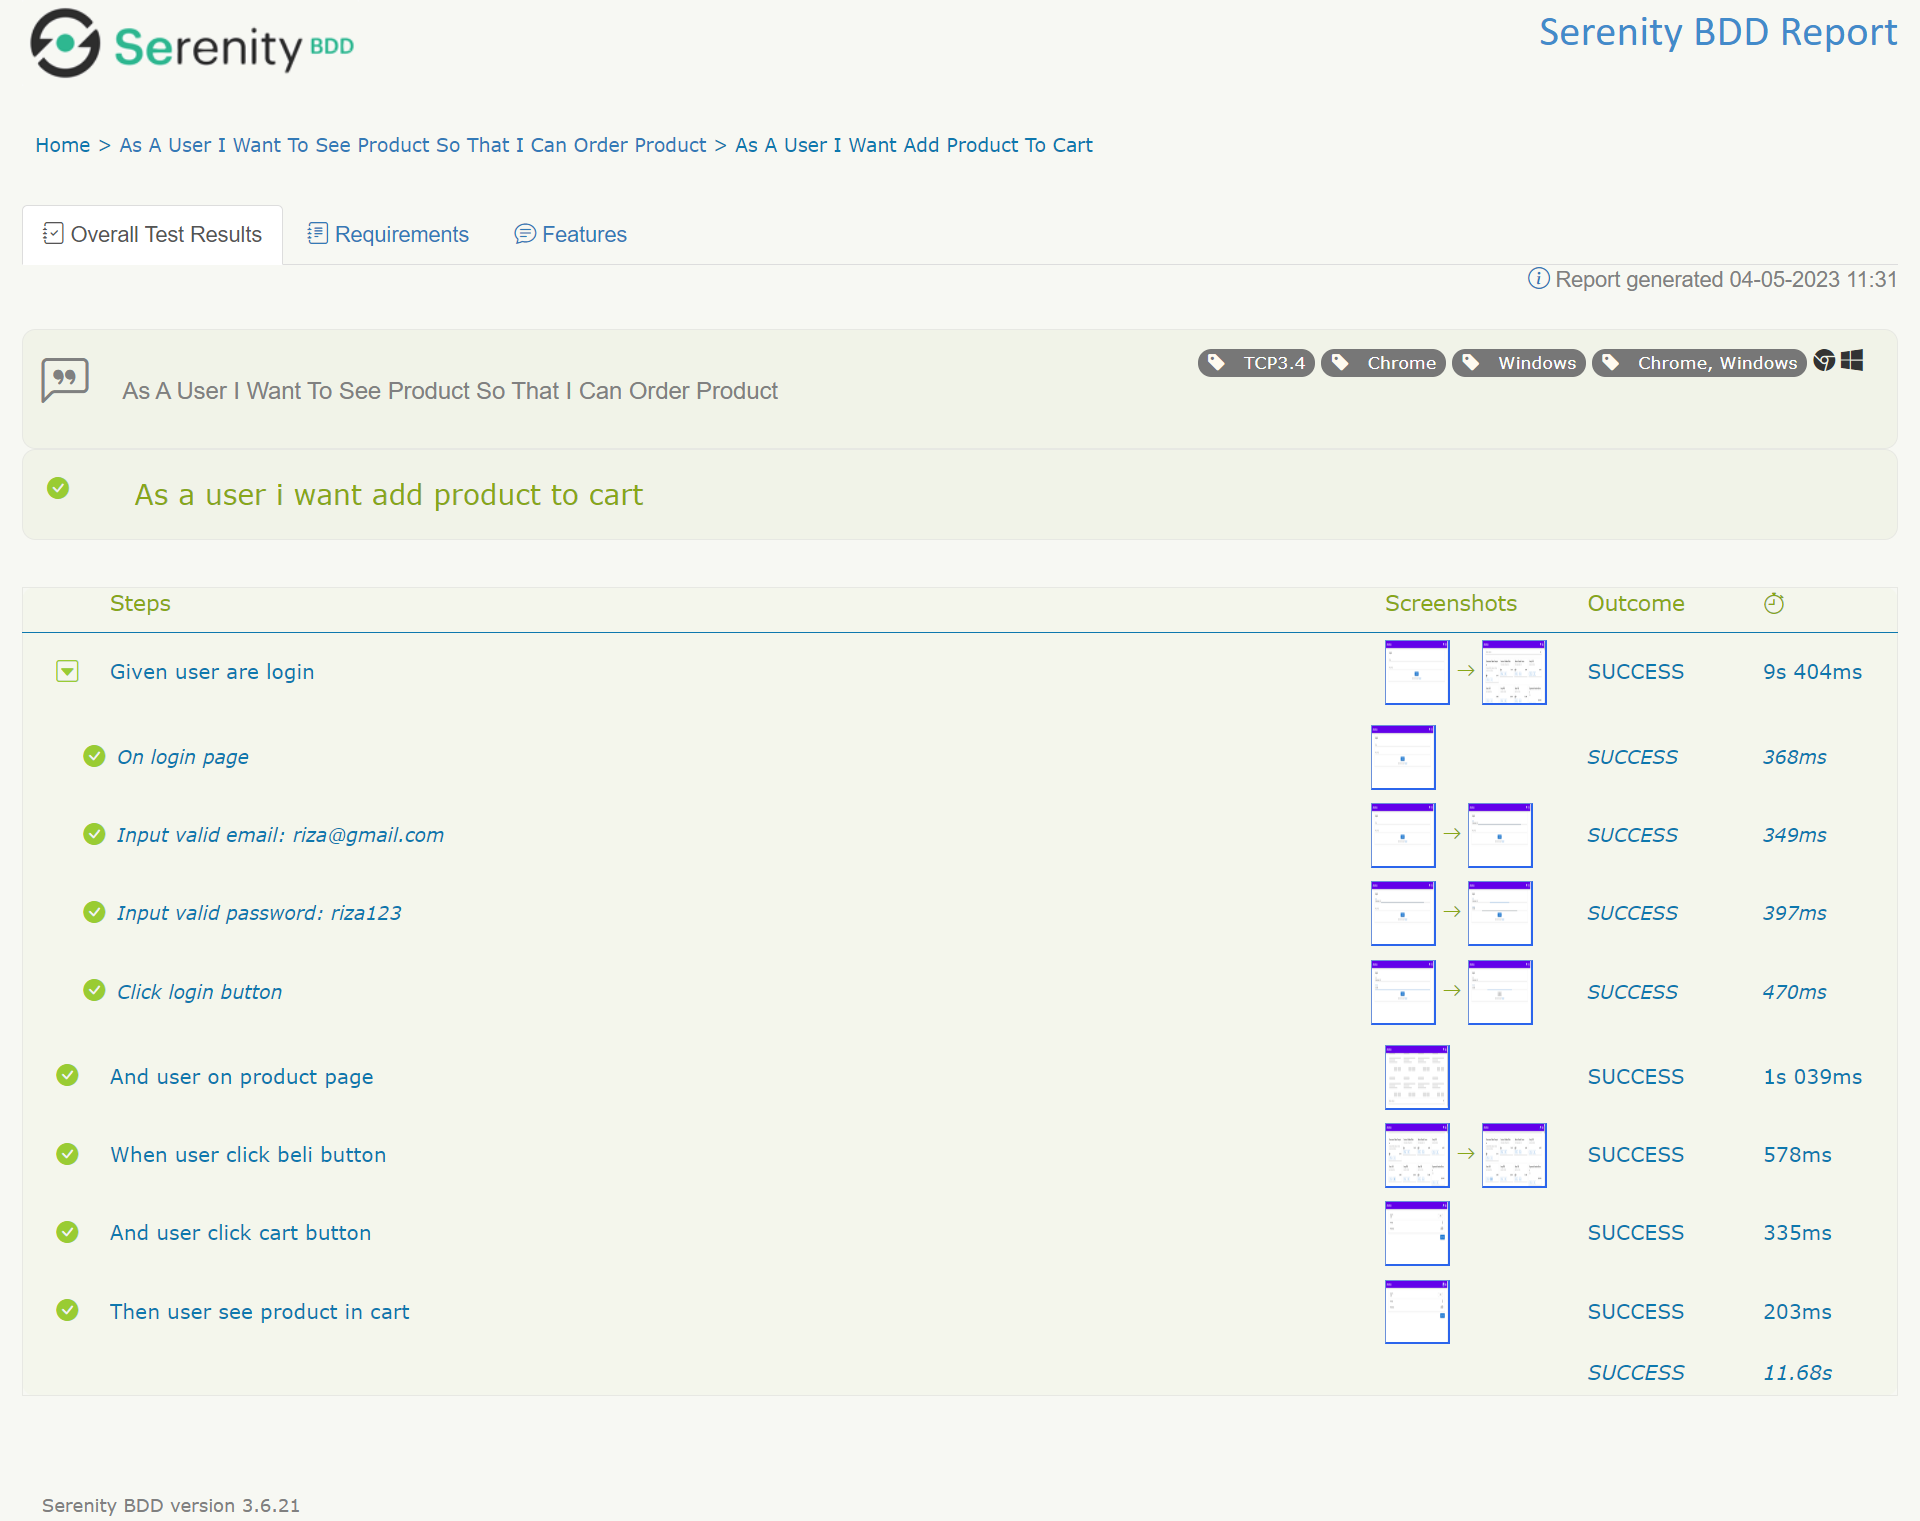 Serenity BDD
Serenity BDD Report
Home > As A User I Want To See Product So That I Can Order Product > As A User I Want Add Product To Cart
Overall Test Results
Requirements
Features
Report generated 04-05-2023 11:31
As A User I Want To See Product So That I Can Order Product
TCP3.4
Chrome
Windows
Chrome, Windows
As a user i want add product to cart
Steps Screenshots Outcome
Given user are login SUCCESS 9s 404ms
On login page SUCCESS 368ms
Input valid email: riza@gmail.com SUCCESS 349ms
Input valid password: riza123 SUCCESS 397ms
Click login button SUCCESS 470ms
And user on product page SUCCESS 1s 039ms
When user click beli button SUCCESS 578ms
And user click cart button SUCCESS 335ms
Then user see product in cart SUCCESS 203ms
SUCCESS 11.68s
Serenity BDD version 3.6.21